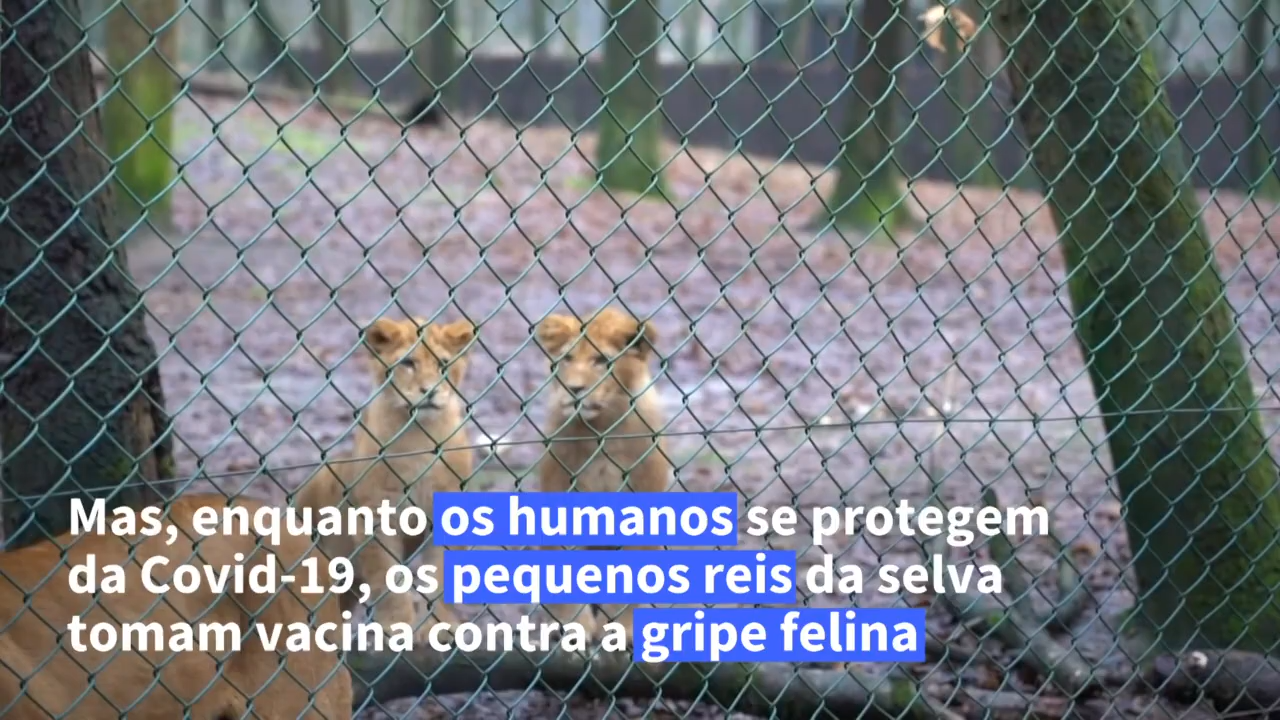 Mas, enquanto os humanos se protegem
da Covid-19, os pequenos reis da selva
tomam vacina contra a gripe felina